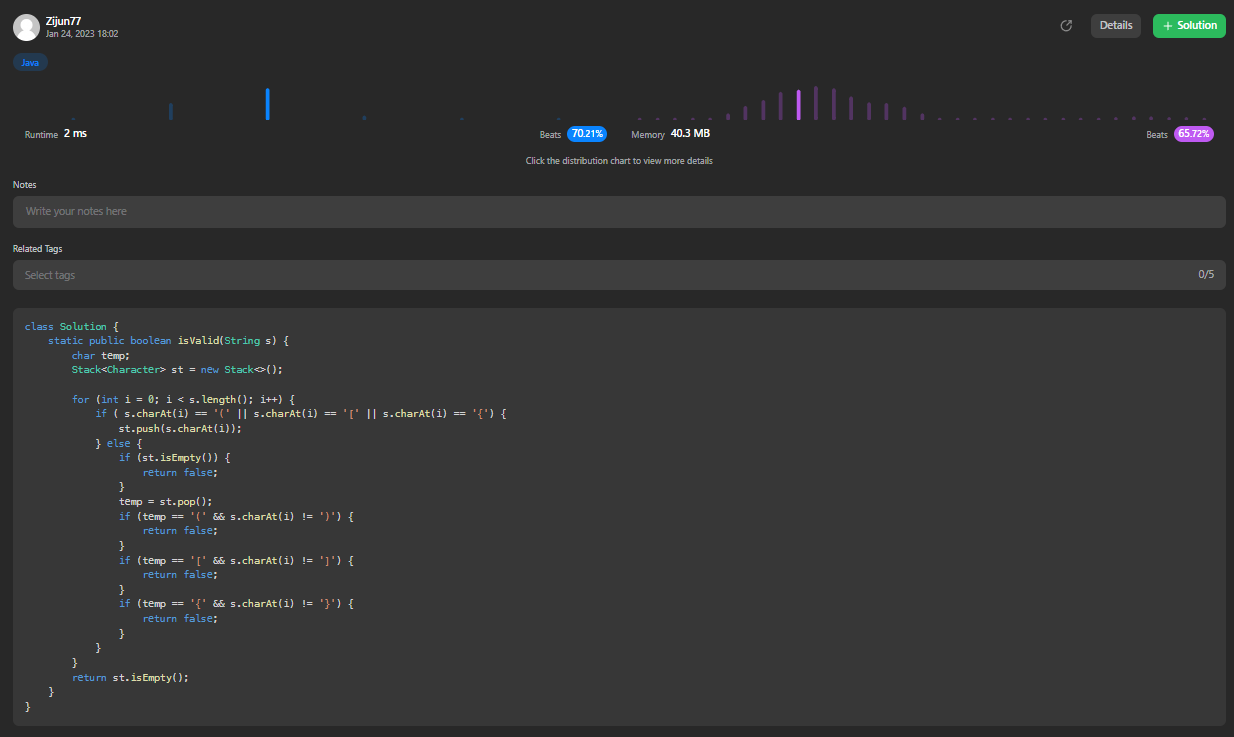 Zijun77
Jan 24, 2023 18:02
Details
+ Solution
Java
Runtime 2 ms
Beats 70.21%
Memory 40.3 MB
Beats 65.72%
Click the distribution chart to view more details
Notes
Write your notes here
Related Tags
Select tags
0/5
class Solution {
    static public boolean isValid(String s) {
        char temp;
        Stack<Character> st = new Stack<>();

        for (int i = 0; i < s.length(); i++) {
            if ( s.charAt(i) == '(' || s.charAt(i) == '[' || s.charAt(i) == '{') {
                st.push(s.charAt(i));
            } else {
                if (st.isEmpty()) {
                    return false;
                }
                temp = st.pop();
                if (temp == '(' && s.charAt(i) != ')') {
                    return false;
                }
                if (temp == '[' && s.charAt(i) != ']') {
                    return false;
                }
                if (temp == '{' && s.charAt(i) != '}') {
                    return false;
                }
            }
        }
        return st.isEmpty();
    }
}